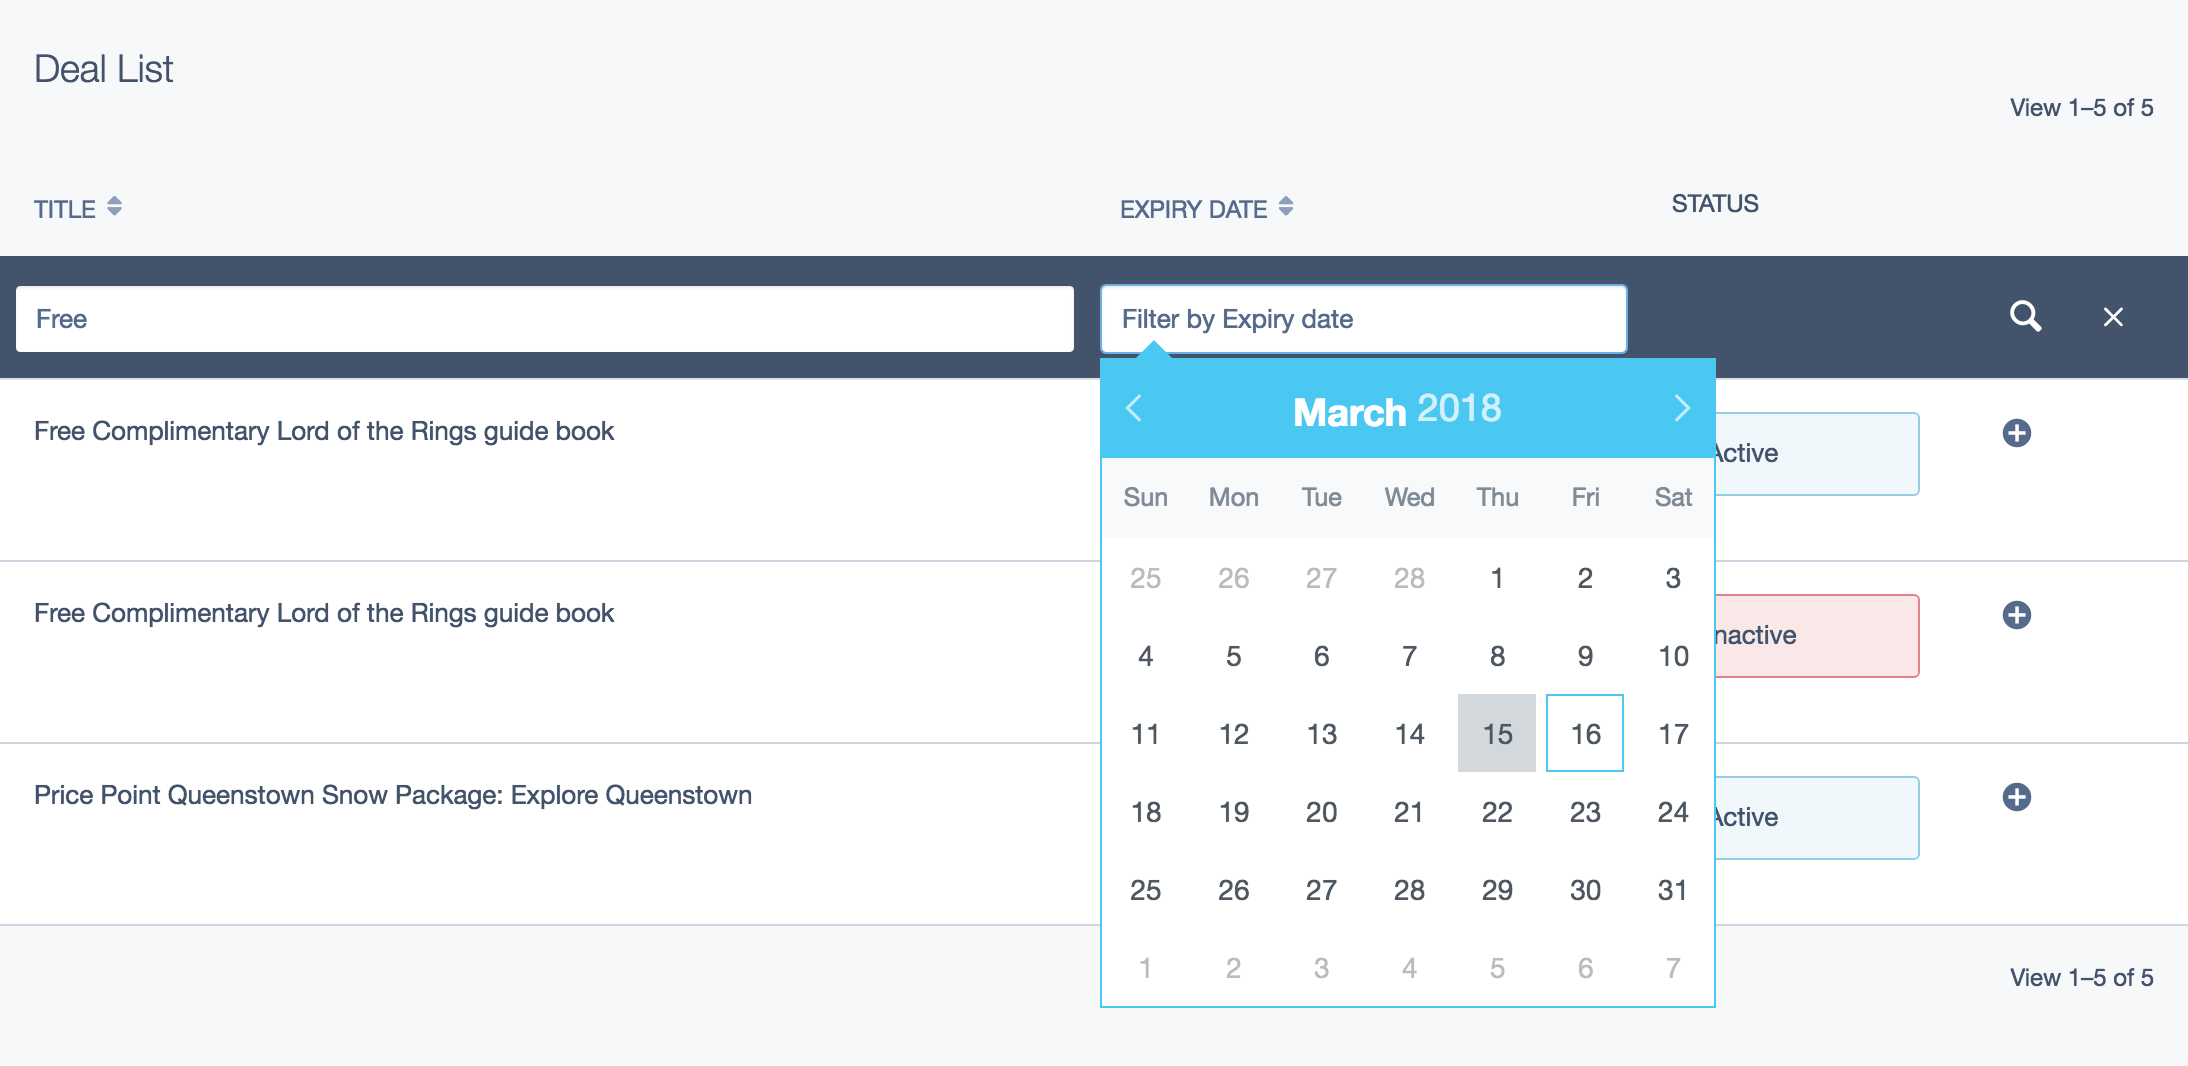 Deal List
View 1–5 of 5
TITLE
EXPIRY DATE
STATUS
Free
Filter by Expiry date
March 2018
Sun Mon Tue Wed Thu Fri Sat
25 26 27 28 1 2 3
4 5 6 7 8 9 10
11 12 13 14 15 16 17
18 19 20 21 22 23 24
25 26 27 28 29 30 31
1 2 3 4 5 6 7
Free Complimentary Lord of the Rings guide book
Active
Free Complimentary Lord of the Rings guide book
nactive
Price Point Queenstown Snow Package: Explore Queenstown
Active
View 1–5 of 5